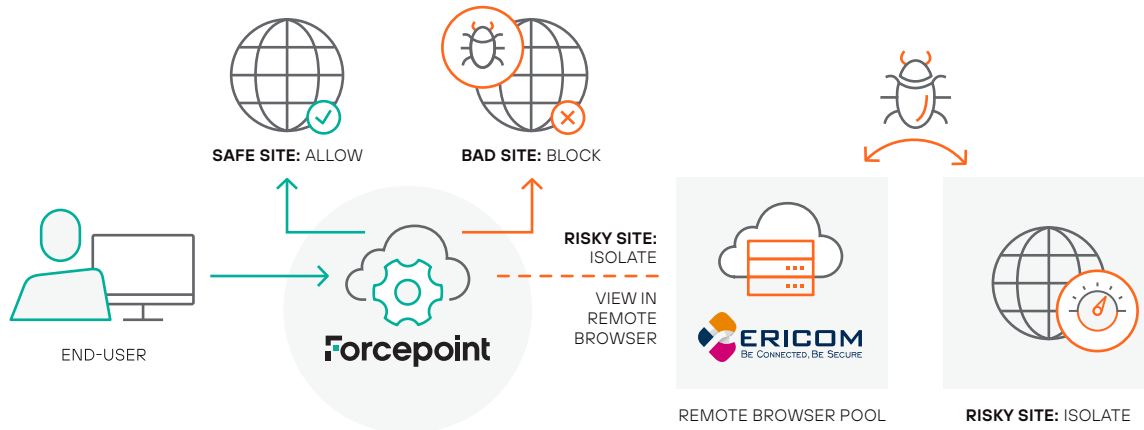 SAFE SITE: ALLOW
BAD SITE: BLOCK
END-USER
Forcepoint
RISKY SITE:
ISOLATE
VIEW IN
REMOTE
BROWSER
ERICOM
BE CONNECTED, BE SECURE
REMOTE BROWSER POOL
RISKY SITE: ISOLATE